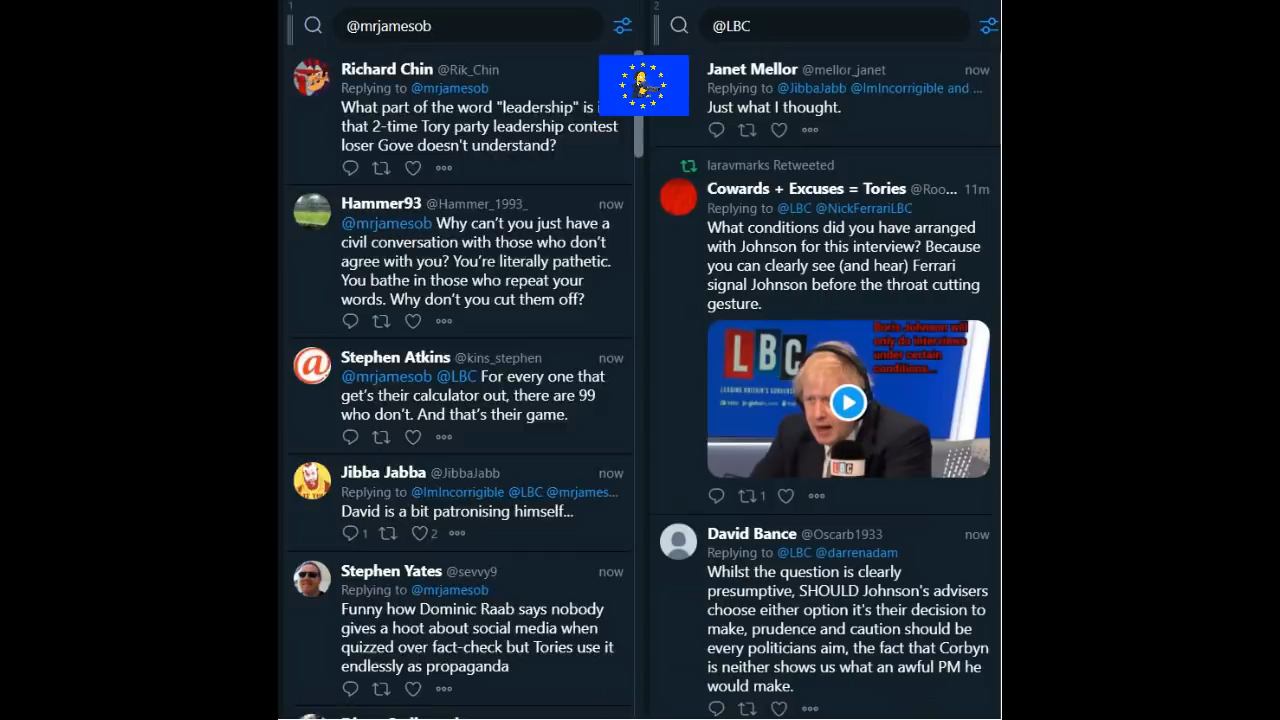 1
@mrjamesob
Richard Chin @Rik_Chin
Replying to @mrjamesob
What part of the word "leadership" is
that 2-time Tory party leadership contest
loser Gove doesn't understand?
Hammer93 @Hammer_1993_ now
@mrjamesob Why can't you just have a
civil conversation with those who don't
agree with you? You're literally pathetic.
You bathe in those who repeat your
words. Why don't you cut them off?
Stephen Atkins @kins_stephen now
@mrjamesob @LBC For every one that
get's their calculator out, there are 99
who don't. And that's their game.
Jibba Jabba @JibbaJabb now
Replying to @ImIncorrigible @LBC @mrjames...
David is a bit patronising himself...
1 2
Stephen Yates @sevvy9 now
Replying to @mrjamesob
Funny how Dominic Raab says nobody
gives a hoot about social media when
quizzed over fact-check but Tories use it
endlessly as propaganda
2
@LBC
Janet Mellor @mellor_janet now
Replying to @JibbaJabb @ImIncorrigible and ...
Just what I thought.
laravmarks Retweeted
Cowards + Excuses = Tories @Roo... 11m
Replying to @LBC @NickFerrariLBC
What conditions did you have arranged
with Johnson for this interview? Because
you can clearly see (and hear) Ferrari
signal Johnson before the throat cutting
gesture.
Boris Johnson will
only do interviews
under certain
conditions...
LBC
LEADING BRITAIN'S CONVERSA
LBC
1
David Bance @Oscarb1933 now
Replying to @LBC @darrenadam
Whilst the question is clearly
presumptive, SHOULD Johnson's advisers
choose either option it's their decision to
make, prudence and caution should be
every politicians aim, the fact that Corbyn
is neither shows us what an awful PM he
would make.